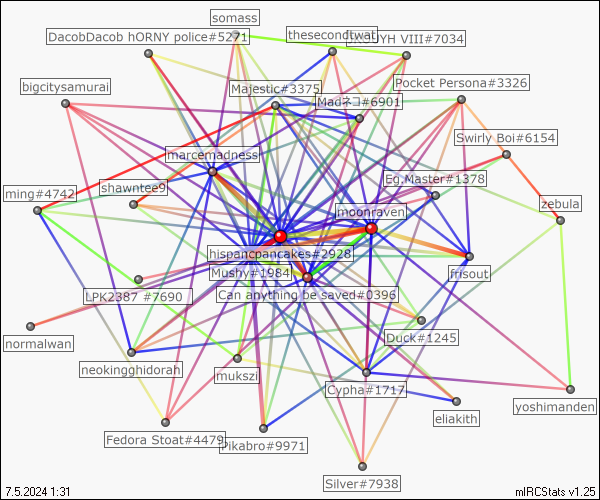 somass
DacobDacob hORNY police#5271
thesecondtwat
VIII#7034
bigcitysamurai
Majestic#3375
Pocket Persona#3326
Madネコ#6901
Swirly Boi#6154
marcemadness
Eg.Master#1378
ming#4742
shawntee9
moonraven
zebula
hispancpancakes#2928
Mushy#1984
frisout
LPK2387 #7690
Can anything be saved#0396
normalwan
Duck#1245
neokingghidorah
mukszi
Cypha#1717
yoshimanden
eliakith
Fedora Stoat#4479
Pikabro#9971
Silver#7938
7.5.2024 1:31
mIRCStats v1.25